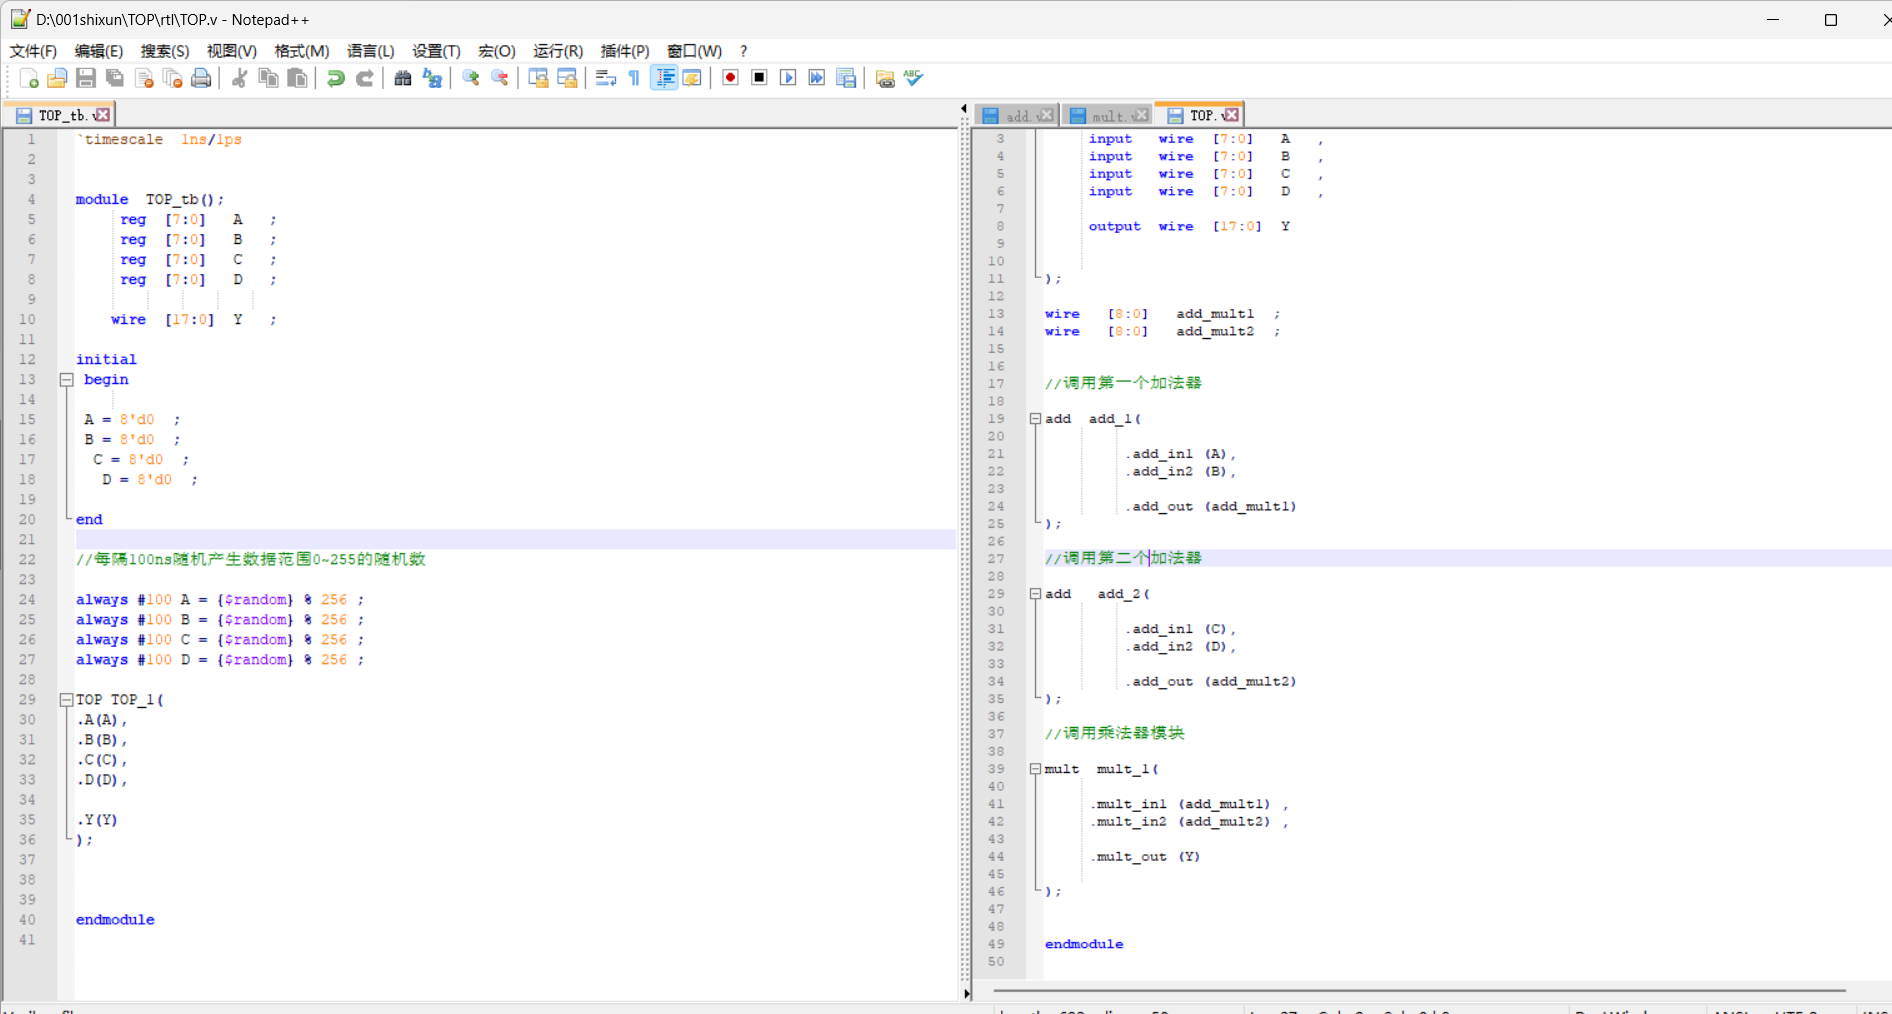 D:\001shixun\TOP\rtl\TOP.v - Notepad++
文件(F) 编辑(E) 搜索(S) 视图(V) 格式(M) 语言(L) 设置(T) 宏(O) 运行(R) 插件(P) 窗口(W) ?
TOP_tb.v
1 `timescale 1ns/1ps
2
3
4 module TOP_tb();
5 reg [7:0] A ;
6 reg [7:0] B ;
7 reg [7:0] C ;
8 reg [7:0] D ;
9
10 wire [17:0] Y ;
11
12 initial
13 begin
14
15 A = 8'd0 ;
16 B = 8'd0 ;
17 C = 8'd0 ;
18 D = 8'd0 ;
19
20 end
21
22 //每隔100ns随机产生数据范围0~255的随机数
23
24 always #100 A = {$random} % 256 ;
25 always #100 B = {$random} % 256 ;
26 always #100 C = {$random} % 256 ;
27 always #100 D = {$random} % 256 ;
28
29 TOP TOP_1(
30 .A(A),
31 .B(B),
32 .C(C),
33 .D(D),
34
35 .Y(Y)
36 );
37
38
39
40 endmodule
41
add.v mult.v TOP.v
3 input wire [7:0] A ,
4 input wire [7:0] B ,
5 input wire [7:0] C ,
6 input wire [7:0] D ,
7
8 output wire [17:0] Y
9
10
11 );
12
13 wire [8:0] add_mult1 ;
14 wire [8:0] add_mult2 ;
15
16
17 //调用第一个加法器
18
19 add add_1(
20
21 .add_in1 (A),
22 .add_in2 (B),
23
24 .add_out (add_mult1)
25 );
26
27 //调用第二个加法器
28
29 add add_2(
30
31 .add_in1 (C),
32 .add_in2 (D),
33
34 .add_out (add_mult2)
35 );
36
37 //调用乘法器模块
38
39 mult mult_1(
40
41 .mult_in1 (add_mult1) ,
42 .mult_in2 (add_mult2) ,
43
44 .mult_out (Y)
45
46 );
47
48
49 endmodule
50